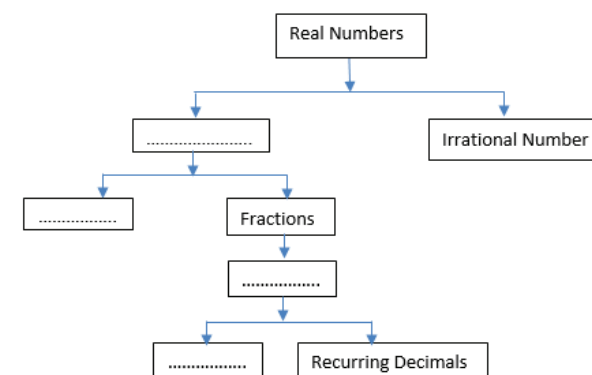 Real Numbers
.......................
Irrational Number
.................
Fractions
.................
.................
Recurring Decimals